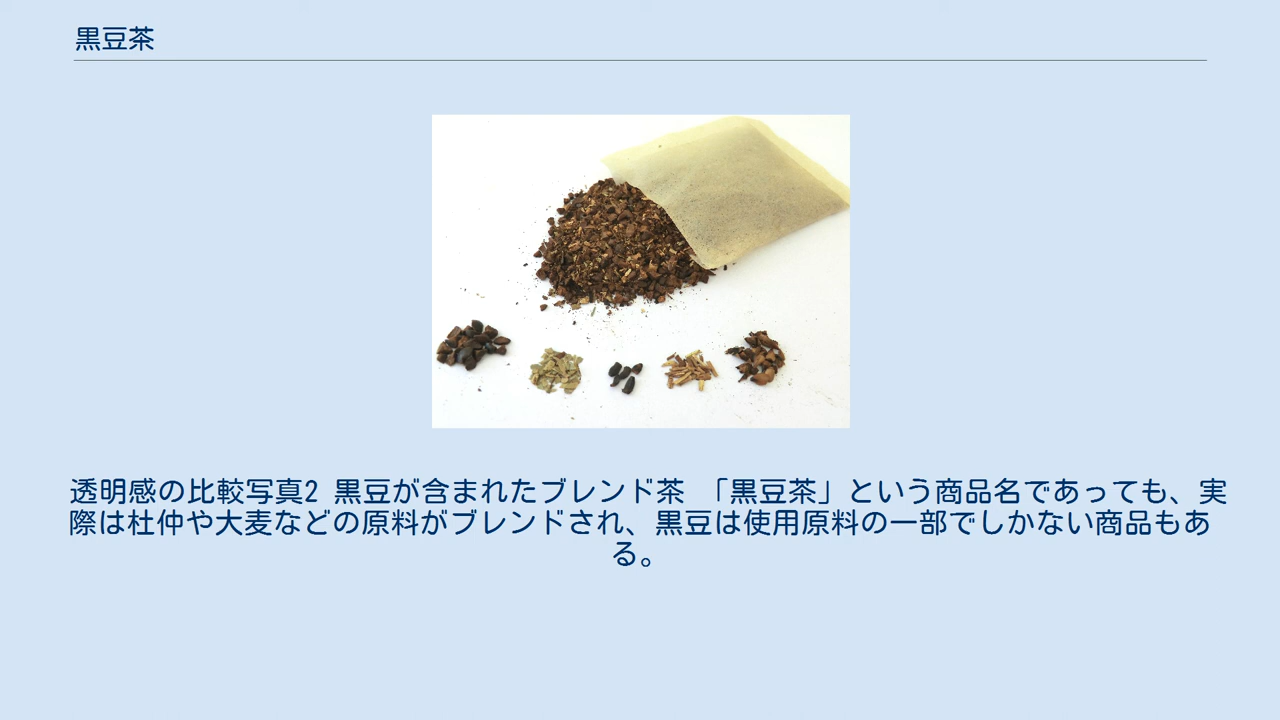 黒豆茶
透明感の比較写真2 黒豆が含まれたブレンド茶 「黒豆茶」という商品名であっても、実
際は杜仲や大麦などの原料がブレンドされ、黒豆は使用原料の一部でしかない商品もあ
る。